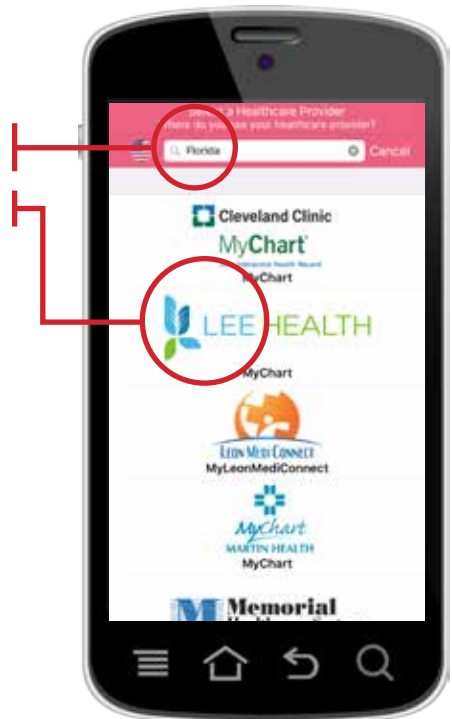 Select a Healthcare Provider
Where do you see your healthcare provider?
Florida
Cancel
Cleveland Clinic
MyChart
MyChart
LEE HEALTH
MyChart
LEON MEDI CONNECT
MyLeonMediConnect
MyChart
MARTIN HEALTH
MyChart
Memorial